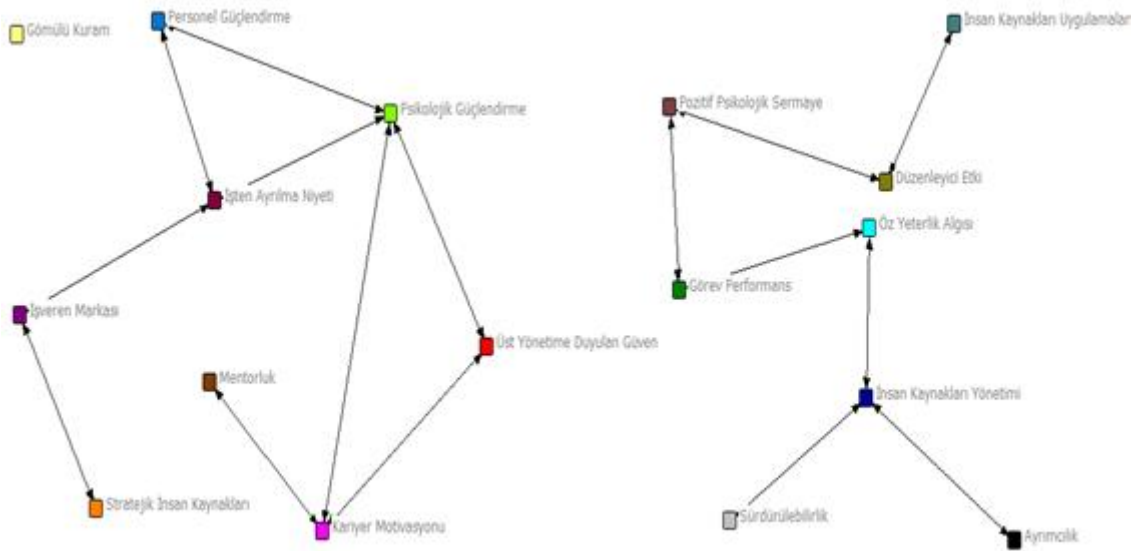 Gömülü Kuram
Personel Güçlendirme
İnsan Kaynakları Uygulamaları
Psikolojik Güçlendirme
Pozitif Psikolojik Sermaye
Düzenleyici Etki
İşten Ayrılma Niyeti
Öz Yeterlik Algısı
Görev Performans
İşveren Markası
Üst Yönetime Duyulan Güven
Mentorluk
İnsan Kaynakları Yönetimi
Stratejik İnsan Kaynakları
Kariyer Motivasyonu
Sürdürülebilirlik
Ayrımcılık